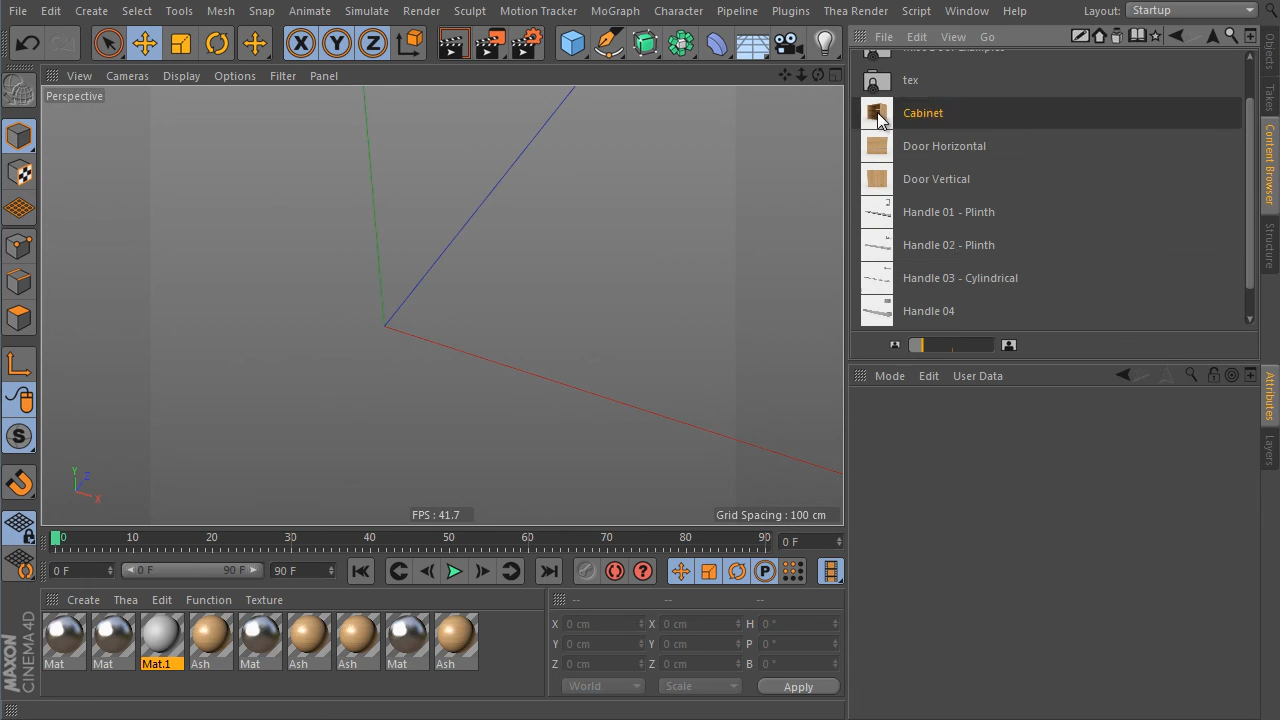 File Edit Create Select Tools Mesh Snap Animate Simulate Render Sculpt Motion Tracker MoGraph Character Pipeline Plugins Thea Render Script Window Help Layout: Startup
File Edit View Go
View Cameras Display Options Filter Panel
Perspective
tex
Cabinet
Door Horizontal
Door Vertical
Handle 01 - Plinth
Handle 02 - Plinth
Handle 03 - Cylindrical
Handle 04
Objects
Takes
Content Browser
Structure
Mode Edit User Data
Attributes
Layers
Y
Z
X
FPS : 41.7
Grid Spacing : 100 cm
0 10 20 30 40 50 60 70 80 90 0 F
0 F 0 F 90 F 90 F
Create Thea Edit Function Texture
Mat Mat Mat.1 Ash Mat Ash Ash Mat Ash
-- -- --
X 0 cm X 0 cm H 0 °
Y 0 cm Y 0 cm P 0 °
Z 0 cm Z 0 cm B 0 °
World Scale Apply
MAXON
CINEMA 4D